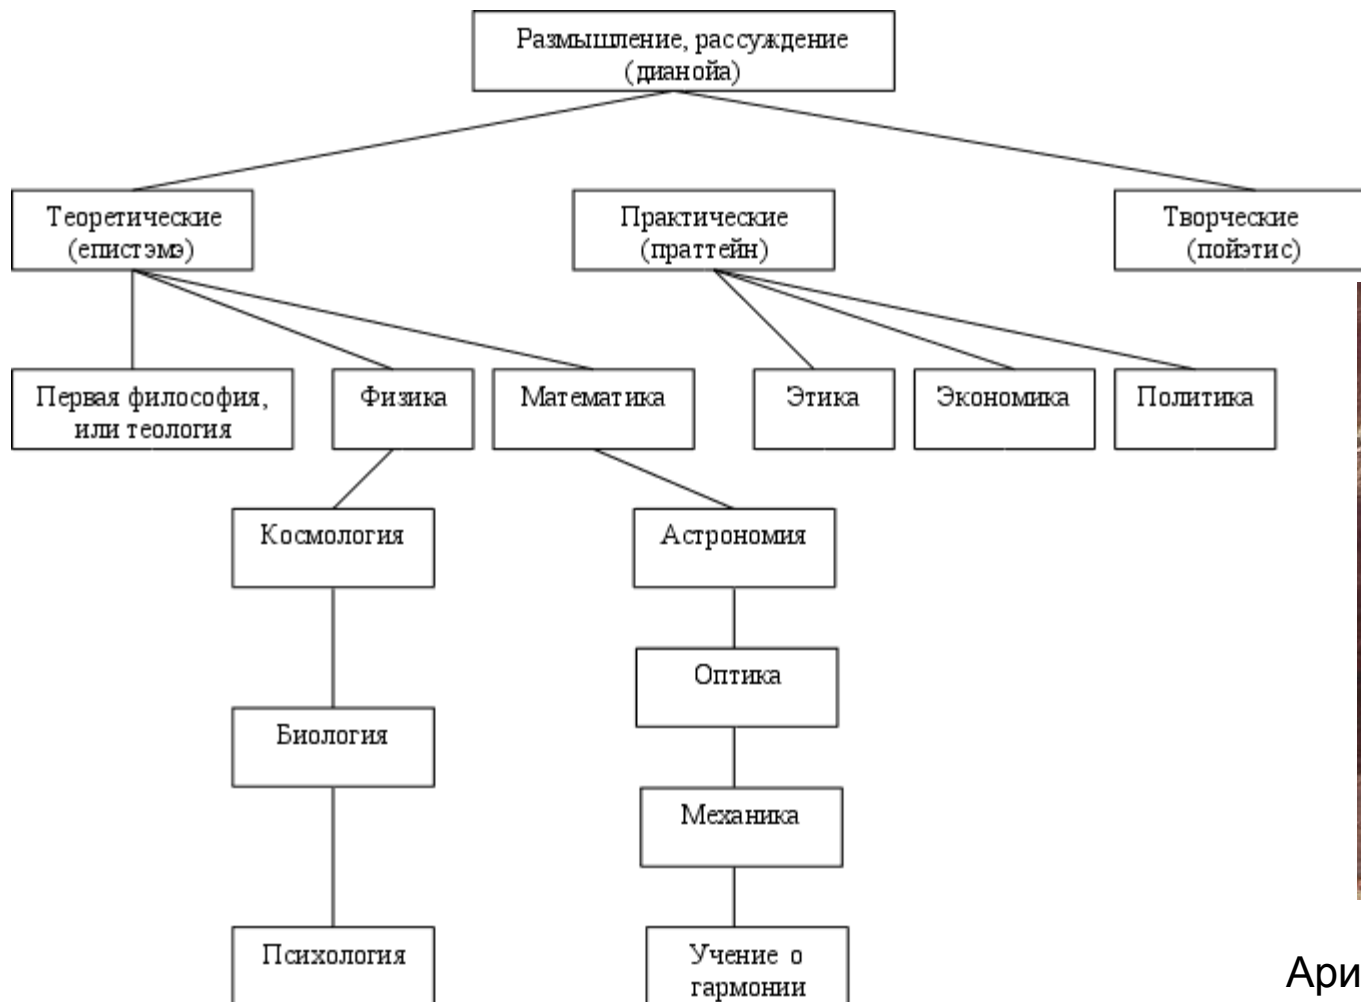 Размышление, рассуждение
(дианойа)
Теоретические
(епистэмэ)
Практические
(праттейн)
Творческие
(пойэтис)
Первая философия,
или теология
Физика
Математика
Этика
Экономика
Политика
Космология
Астрономия
Оптика
Биология
Механика
Психология
Учение о
гармонии
Ари